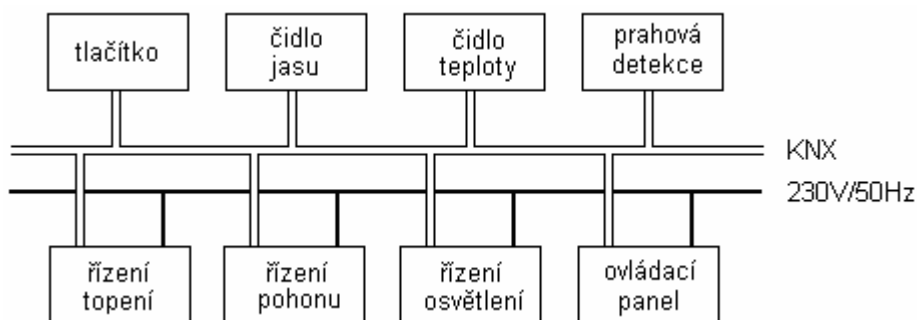 tlačítko
čidlo
jasu
čidlo
teploty
prahová
detekce
KNX
230V/50Hz
řízení
topení
řízení
pohonu
řízení
osvětlení
ovládací
panel